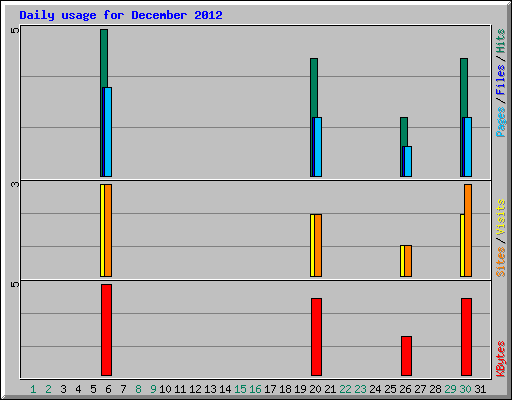 Daily usage for December 2012
5
3
5
Pages / Files / Hits
Sites / Visits
KBytes
1 2 3 4 5 6 7 8 9 10 11 12 13 14 15 16 17 18 19 20 21 22 23 24 25 26 27 28 29 30 31